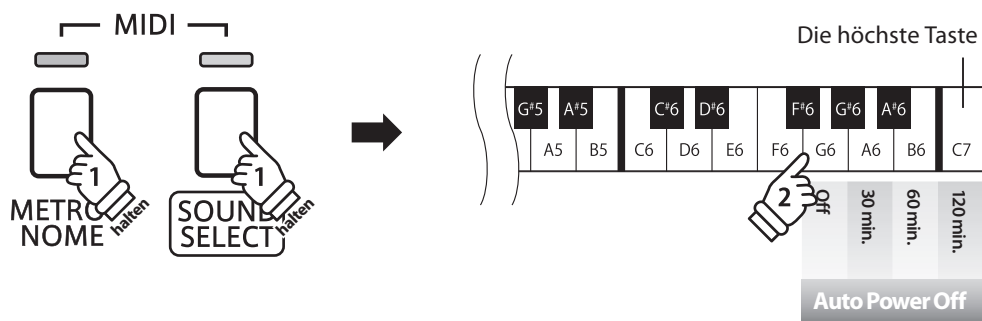 MIDI
METRO
NOME
halten
SOUND
SELECT
halten
1
1
Die höchste Taste
G#5 A#5 C#6 D#6 F#6 G#6 A#6
A5 B5 C6 D6 E6 F6 G6 A6 B6 C7
2
Off
30 min.
60 min.
120 min.
Auto Power Off